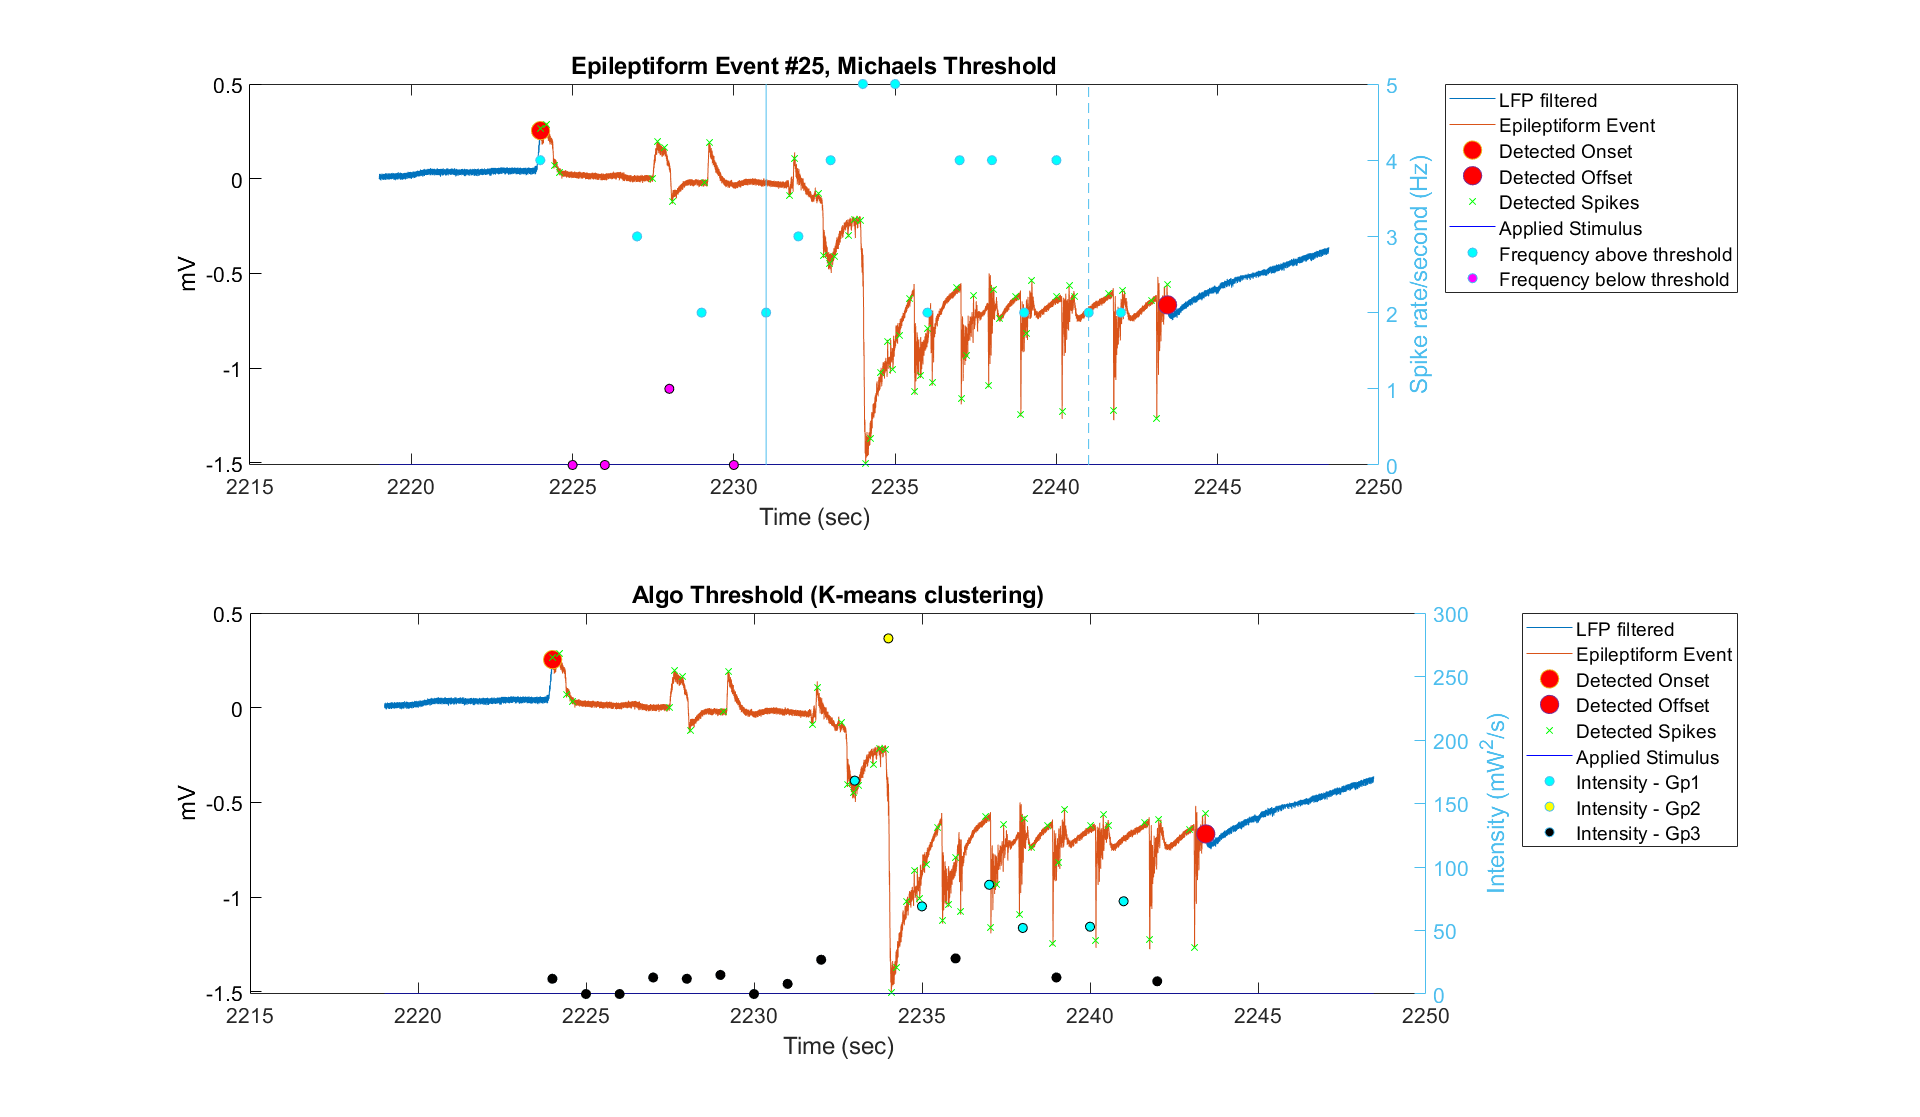 Epileptiform Event #25, Michaels Threshold
0.5
0
-0.5
-1
-1.5
mV
2215
2220
2225
2230
2235
2240
2245
2250
Time (sec)
5
4
3
2
1
0
Spike rate/second (Hz)
LFP filtered
Epileptiform Event
Detected Onset
Detected Offset
Detected Spikes
Applied Stimulus
Frequency above threshold
Frequency below threshold
Algo Threshold (K-means clustering)
0.5
0
-0.5
-1
-1.5
mV
2215
2220
2225
2230
2235
2240
2245
2250
Time (sec)
300
250
200
150
100
50
0
Intensity (mW²/s)
LFP filtered
Epileptiform Event
Detected Onset
Detected Offset
Detected Spikes
Applied Stimulus
Intensity - Gp1
Intensity - Gp2
Intensity - Gp3